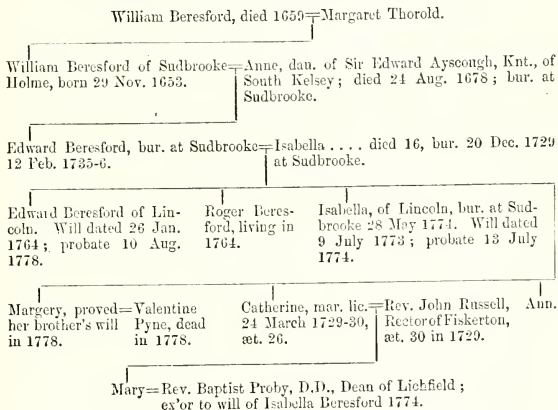 William Beresford, died 1659=Margaret Thorold.
William Beresford of Sudbrooke=Anne, dau. of Sir Edward Ayscough, Knt., of
Holme, born 29 Nov. 1653.
South Kelsey; died 24 Aug. 1678; bur. at
Sudbrooke.
Edward Beresford, bur. at Sudbrooke=Isabella .... died 16, bur. 20 Dec. 1729
12 Feb. 1735-6.
at Sudbrooke.
Edward Beresford of Lin-
coln. Will dated 26 Jan.
1764; probate 10 Aug.
1778.
Roger Beres-
ford, living in
1764.
Isabella, of Lincoln, bur. at Sud-
brooke 28 May 1774. Will dated
9 July 1773; probate 13 July
1774.
Margery, proved=Valentine
her brother's will
in 1778.
Pyne, dead
in 1778.
Catherine, mar. lic.=Rev. John Russell,
24 March 1729-30,
æt. 26.
Rector of Fiskerton,
æt. 30 in 1729.
Ann.
Mary=Rev. Baptist Proby, D.D., Dean of Lichfield;
ex'or to will of Isabella Beresford 1774.